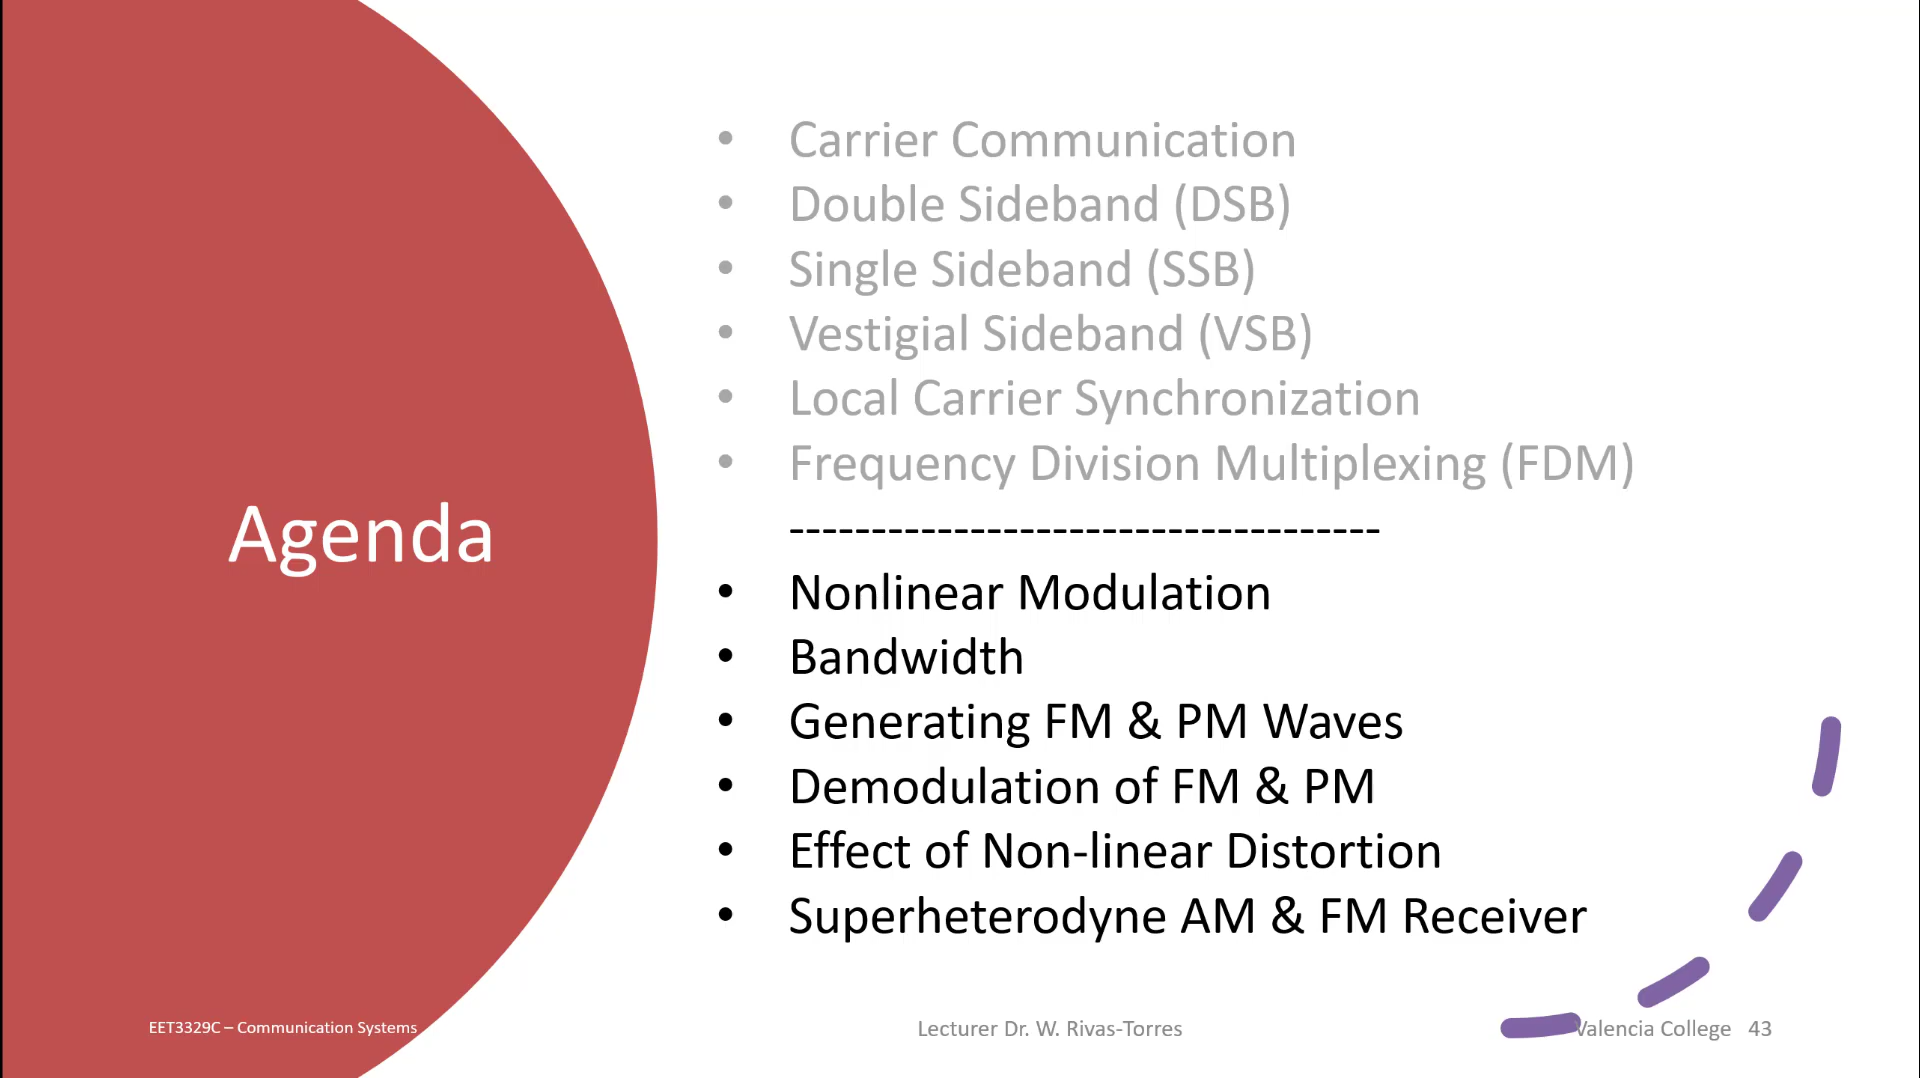 Agenda
• Carrier Communication
• Double Sideband (DSB)
• Single Sideband (SSB)
• Vestigial Sideband (VSB)
• Local Carrier Synchronization
• Frequency Division Multiplexing (FDM)
------------------------------------
• Nonlinear Modulation
• Bandwidth
• Generating FM & PM Waves
• Demodulation of FM & PM
• Effect of Non-linear Distortion
• Superheterodyne AM & FM Receiver
EET3329C – Communication Systems
Lecturer Dr. W. Rivas-Torres
Valencia College 43